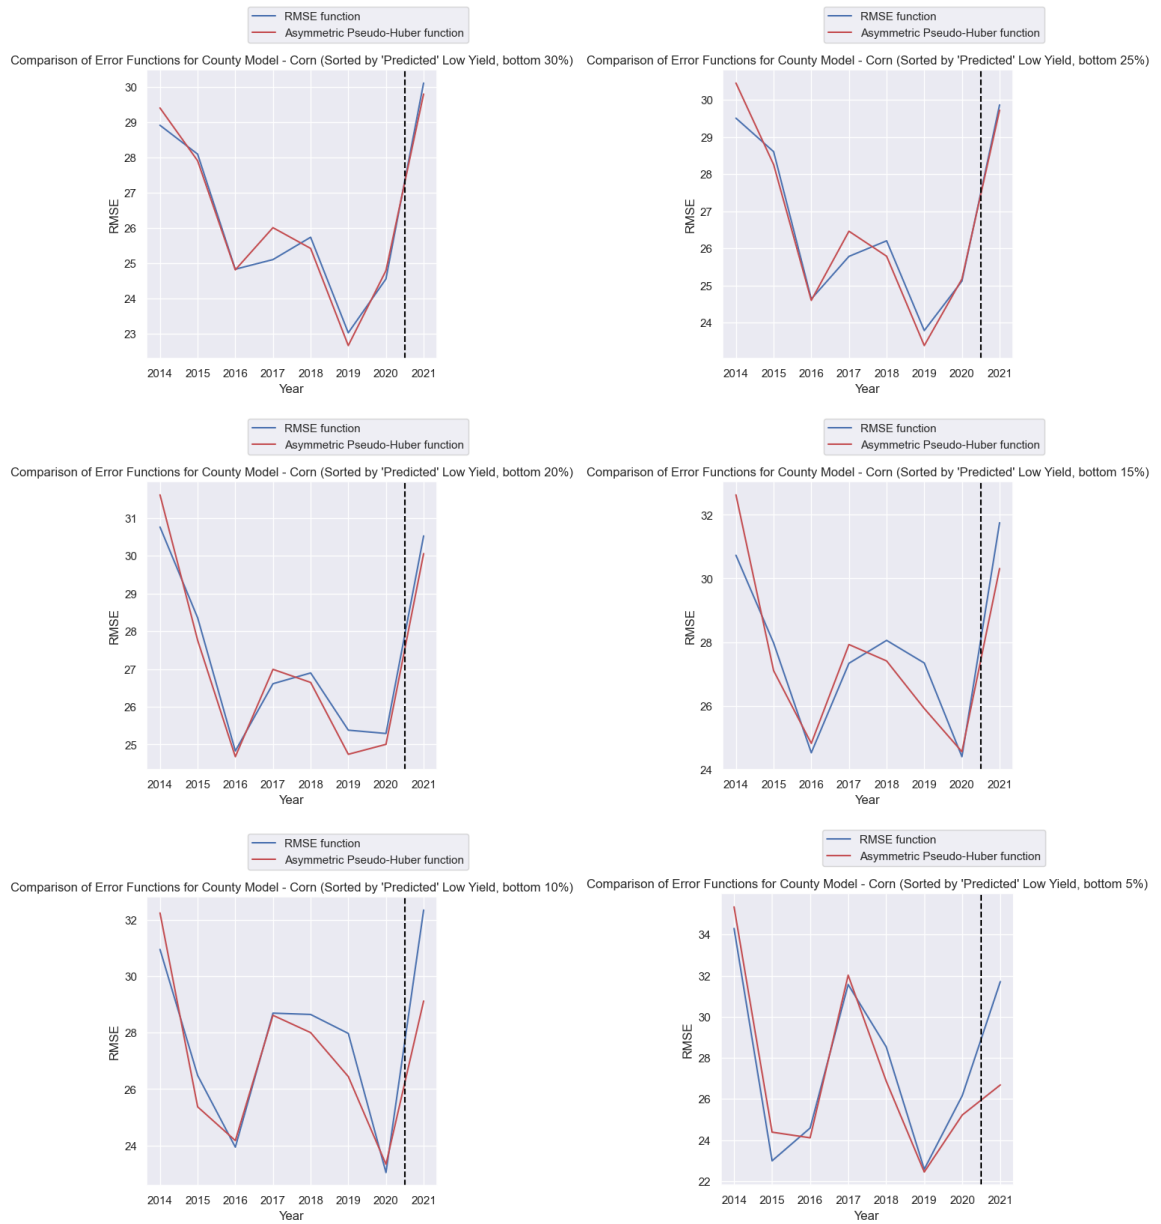 RMSE function
Asymmetric Pseudo-Huber function
Comparison of Error Functions for County Model - Corn (Sorted by 'Predicted' Low Yield, bottom 30%)
30
29
28
27
26
25
24
23
RMSE
2014 2015 2016 2017 2018 2019 2020 2021
Year
RMSE function
Asymmetric Pseudo-Huber function
Comparison of Error Functions for County Model - Corn (Sorted by 'Predicted' Low Yield, bottom 25%)
30
29
28
27
26
25
24
RMSE
2014 2015 2016 2017 2018 2019 2020 2021
Year
RMSE function
Asymmetric Pseudo-Huber function
Comparison of Error Functions for County Model - Corn (Sorted by 'Predicted' Low Yield, bottom 20%)
31
30
29
28
27
26
25
RMSE
2014 2015 2016 2017 2018 2019 2020 2021
Year
RMSE function
Asymmetric Pseudo-Huber function
Comparison of Error Functions for County Model - Corn (Sorted by 'Predicted' Low Yield, bottom 15%)
32
30
28
26
24
RMSE
2014 2015 2016 2017 2018 2019 2020 2021
Year
RMSE function
Asymmetric Pseudo-Huber function
Comparison of Error Functions for County Model - Corn (Sorted by 'Predicted' Low Yield, bottom 10%)
32
30
28
26
24
RMSE
2014 2015 2016 2017 2018 2019 2020 2021
Year
RMSE function
Asymmetric Pseudo-Huber function
Comparison of Error Functions for County Model - Corn (Sorted by 'Predicted' Low Yield, bottom 5%)
34
32
30
28
26
24
22
RMSE
2014 2015 2016 2017 2018 2019 2020 2021
Year